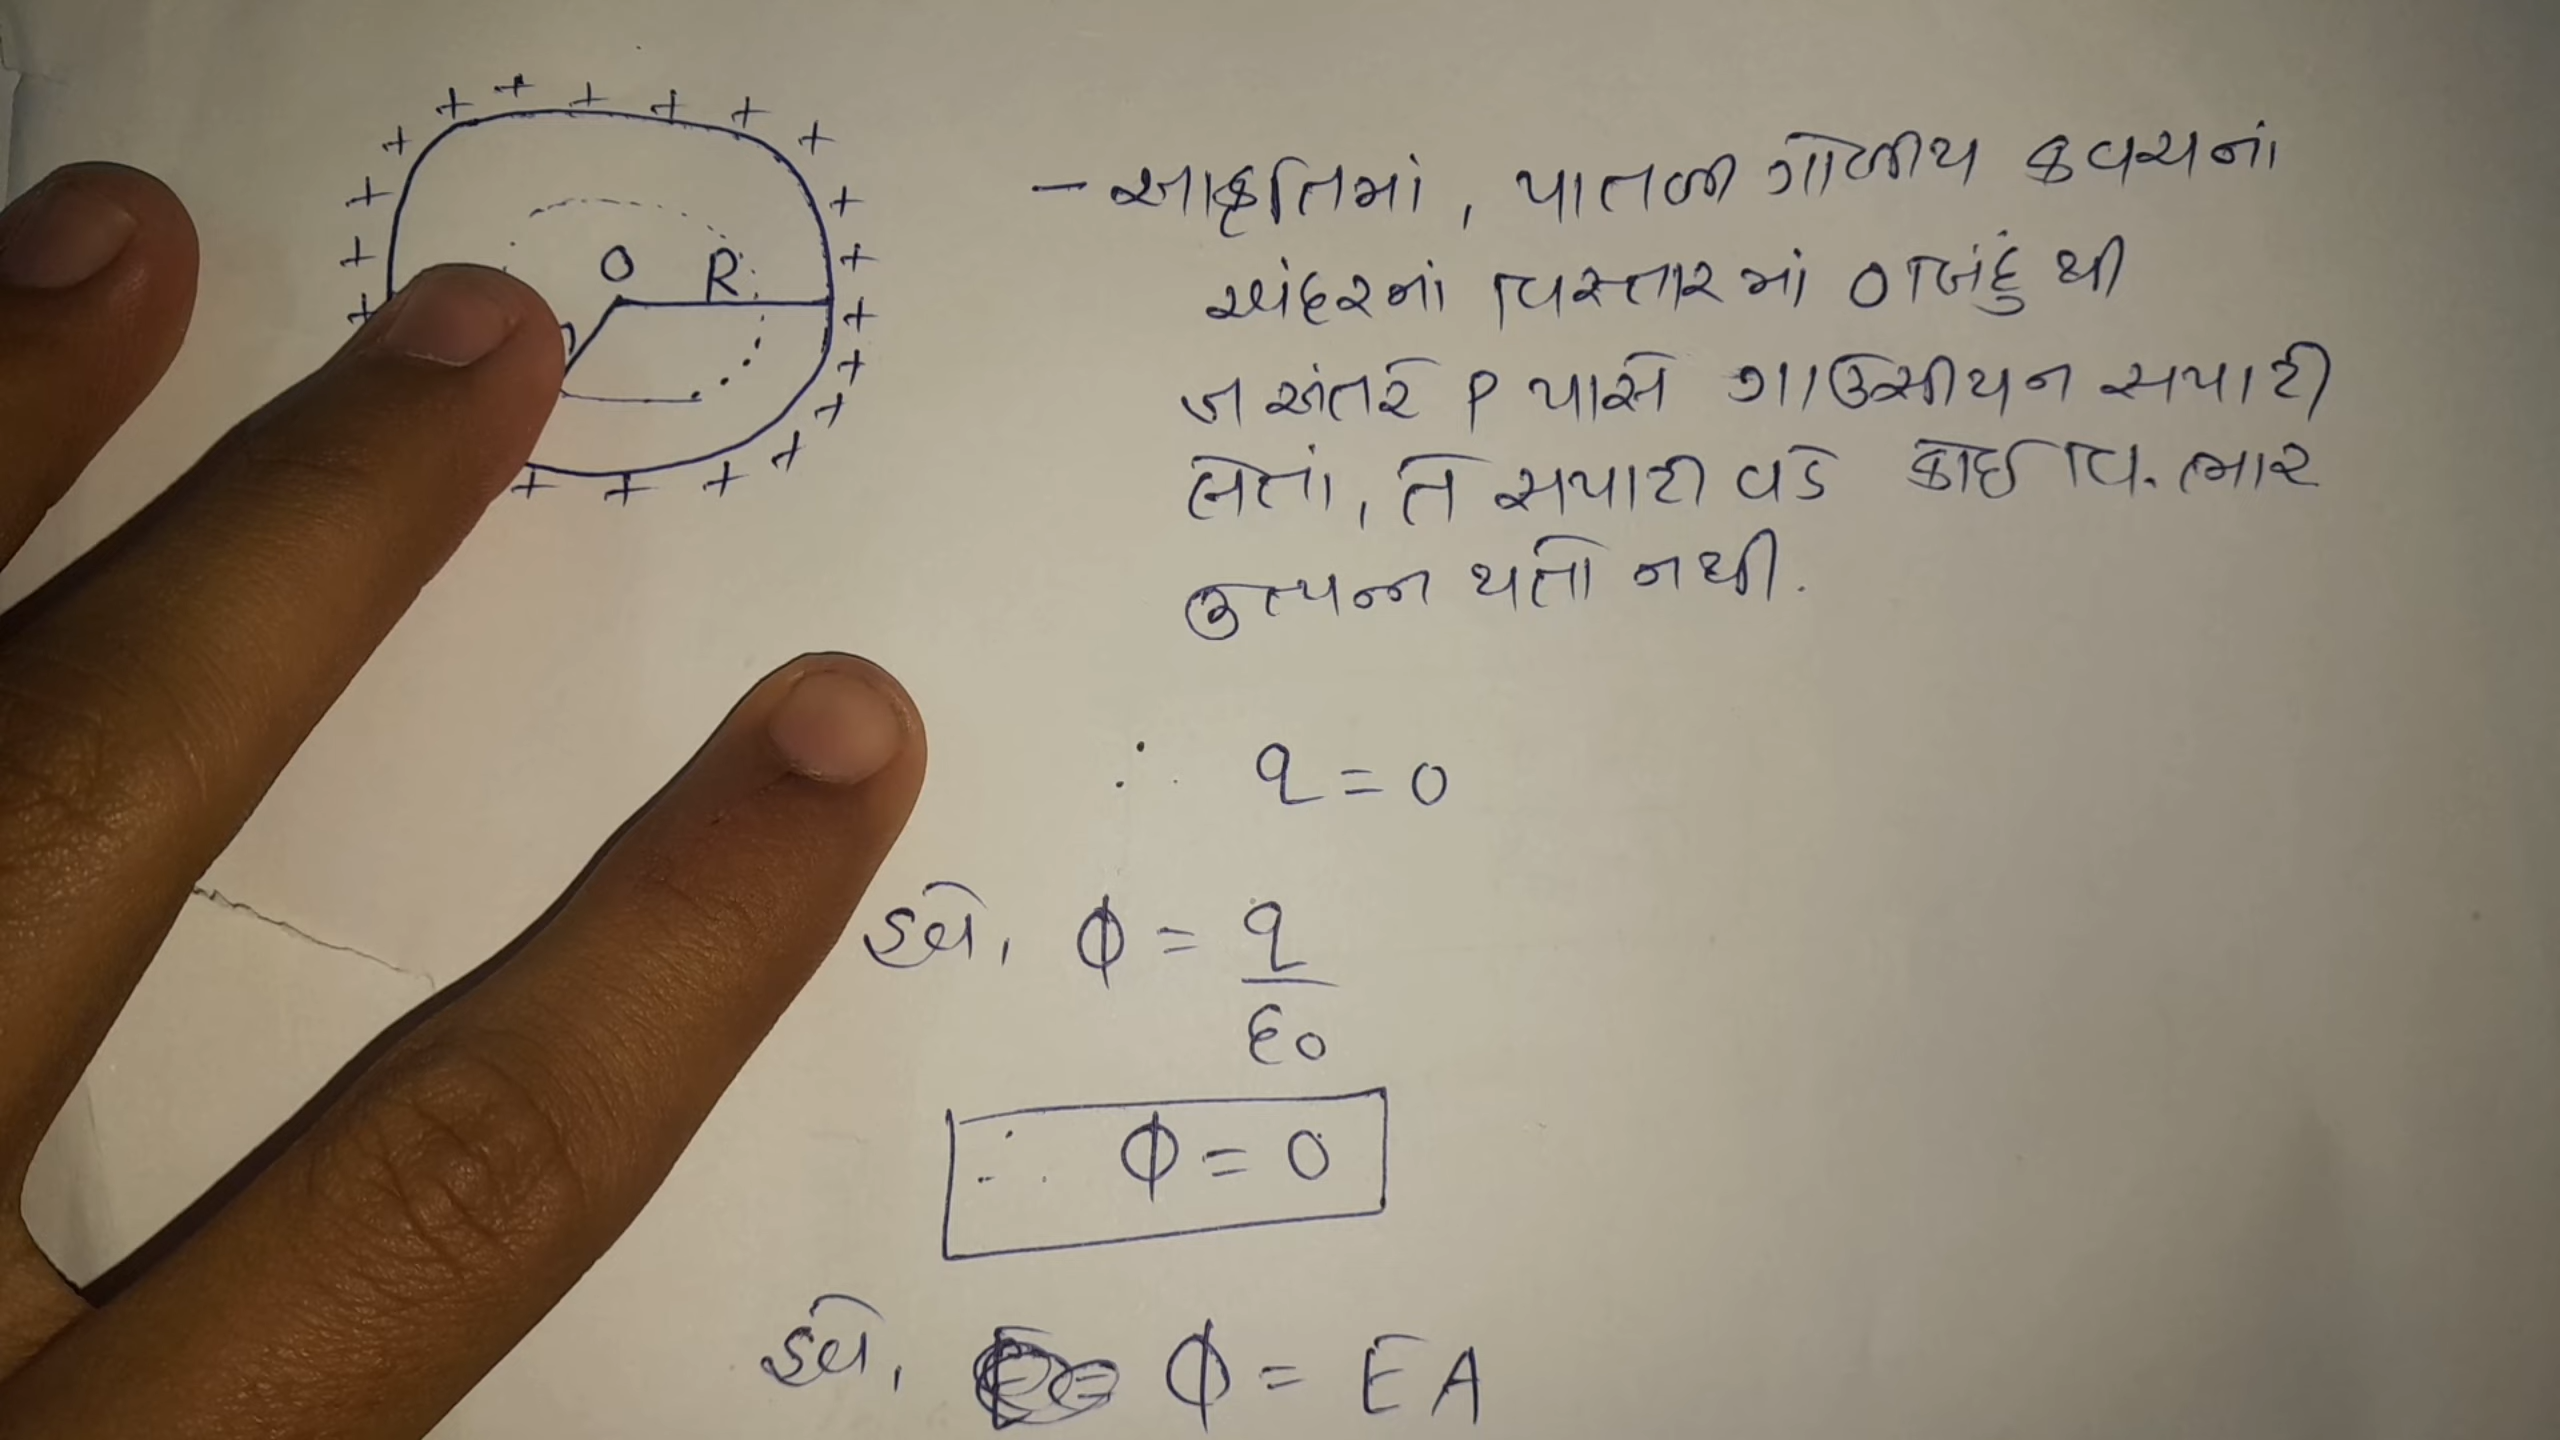 + + + + + + + + + + + + + + + + + + + + + +
O R
- આકૃતિમાં, પાતળી ગોળીય કવચનાં
અંદરનાં વિસ્તારમાં O બિંદું થી
જ અંતરે P પાસે ગાઉસીયન સપાટી
લેતાં, તે સપાટી વડે કોઈ વિ. ભાર
ઉત્પન્ન થતો નથી.
∴ q = 0
હવે, ϕ = q
ε0
∴ ϕ = 0
હવે, ϕ = EA